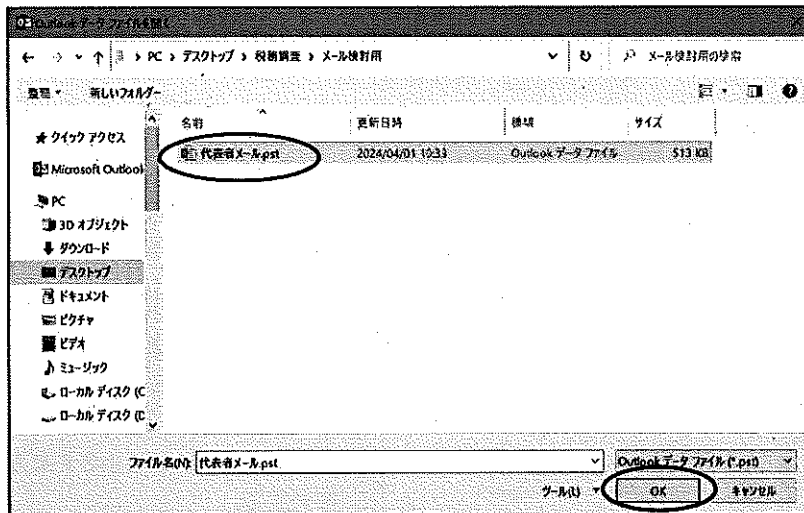 Outlook データ ファイルを開く
PC › デスクトップ › 税務調査 › メール検討用
メール検討用の検索
整理
新しいフォルダー
名前 更新日時 種類 サイズ
代表者メール.pst 2024/04/01 10:33 Outlook データ ファイル 513 KB
クイック アクセス
Microsoft Outlook
PC
3D オブジェクト
ダウンロード
デスクトップ
ドキュメント
ピクチャ
ビデオ
ミュージック
ローカル ディスク (C
ローカル ディスク (D
ファイル名(N): 代表者メール.pst
Outlook データ ファイル (*.pst)
ツール(L)
OK
キャンセル